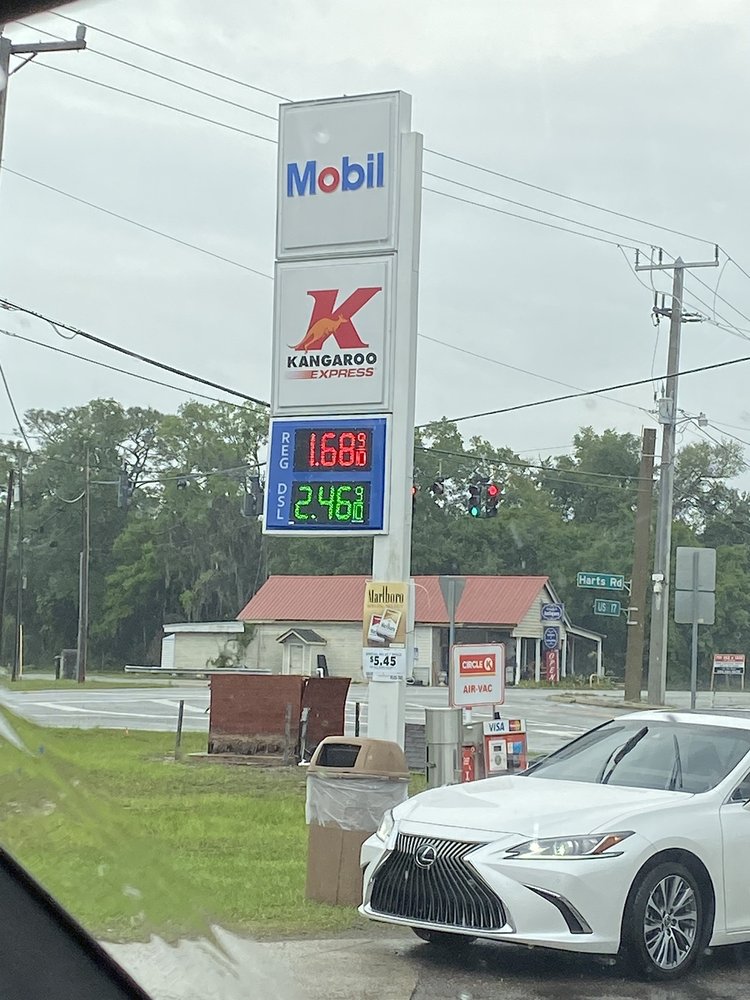 Mobil
K
KANGAROO
EXPRESS
REG 1.68 9/10
DSL 2.46 9/10
Marlboro
$5.45
Harts Rd
US 17
CIRCLE K
AIR-VAC
VISA
OPEN